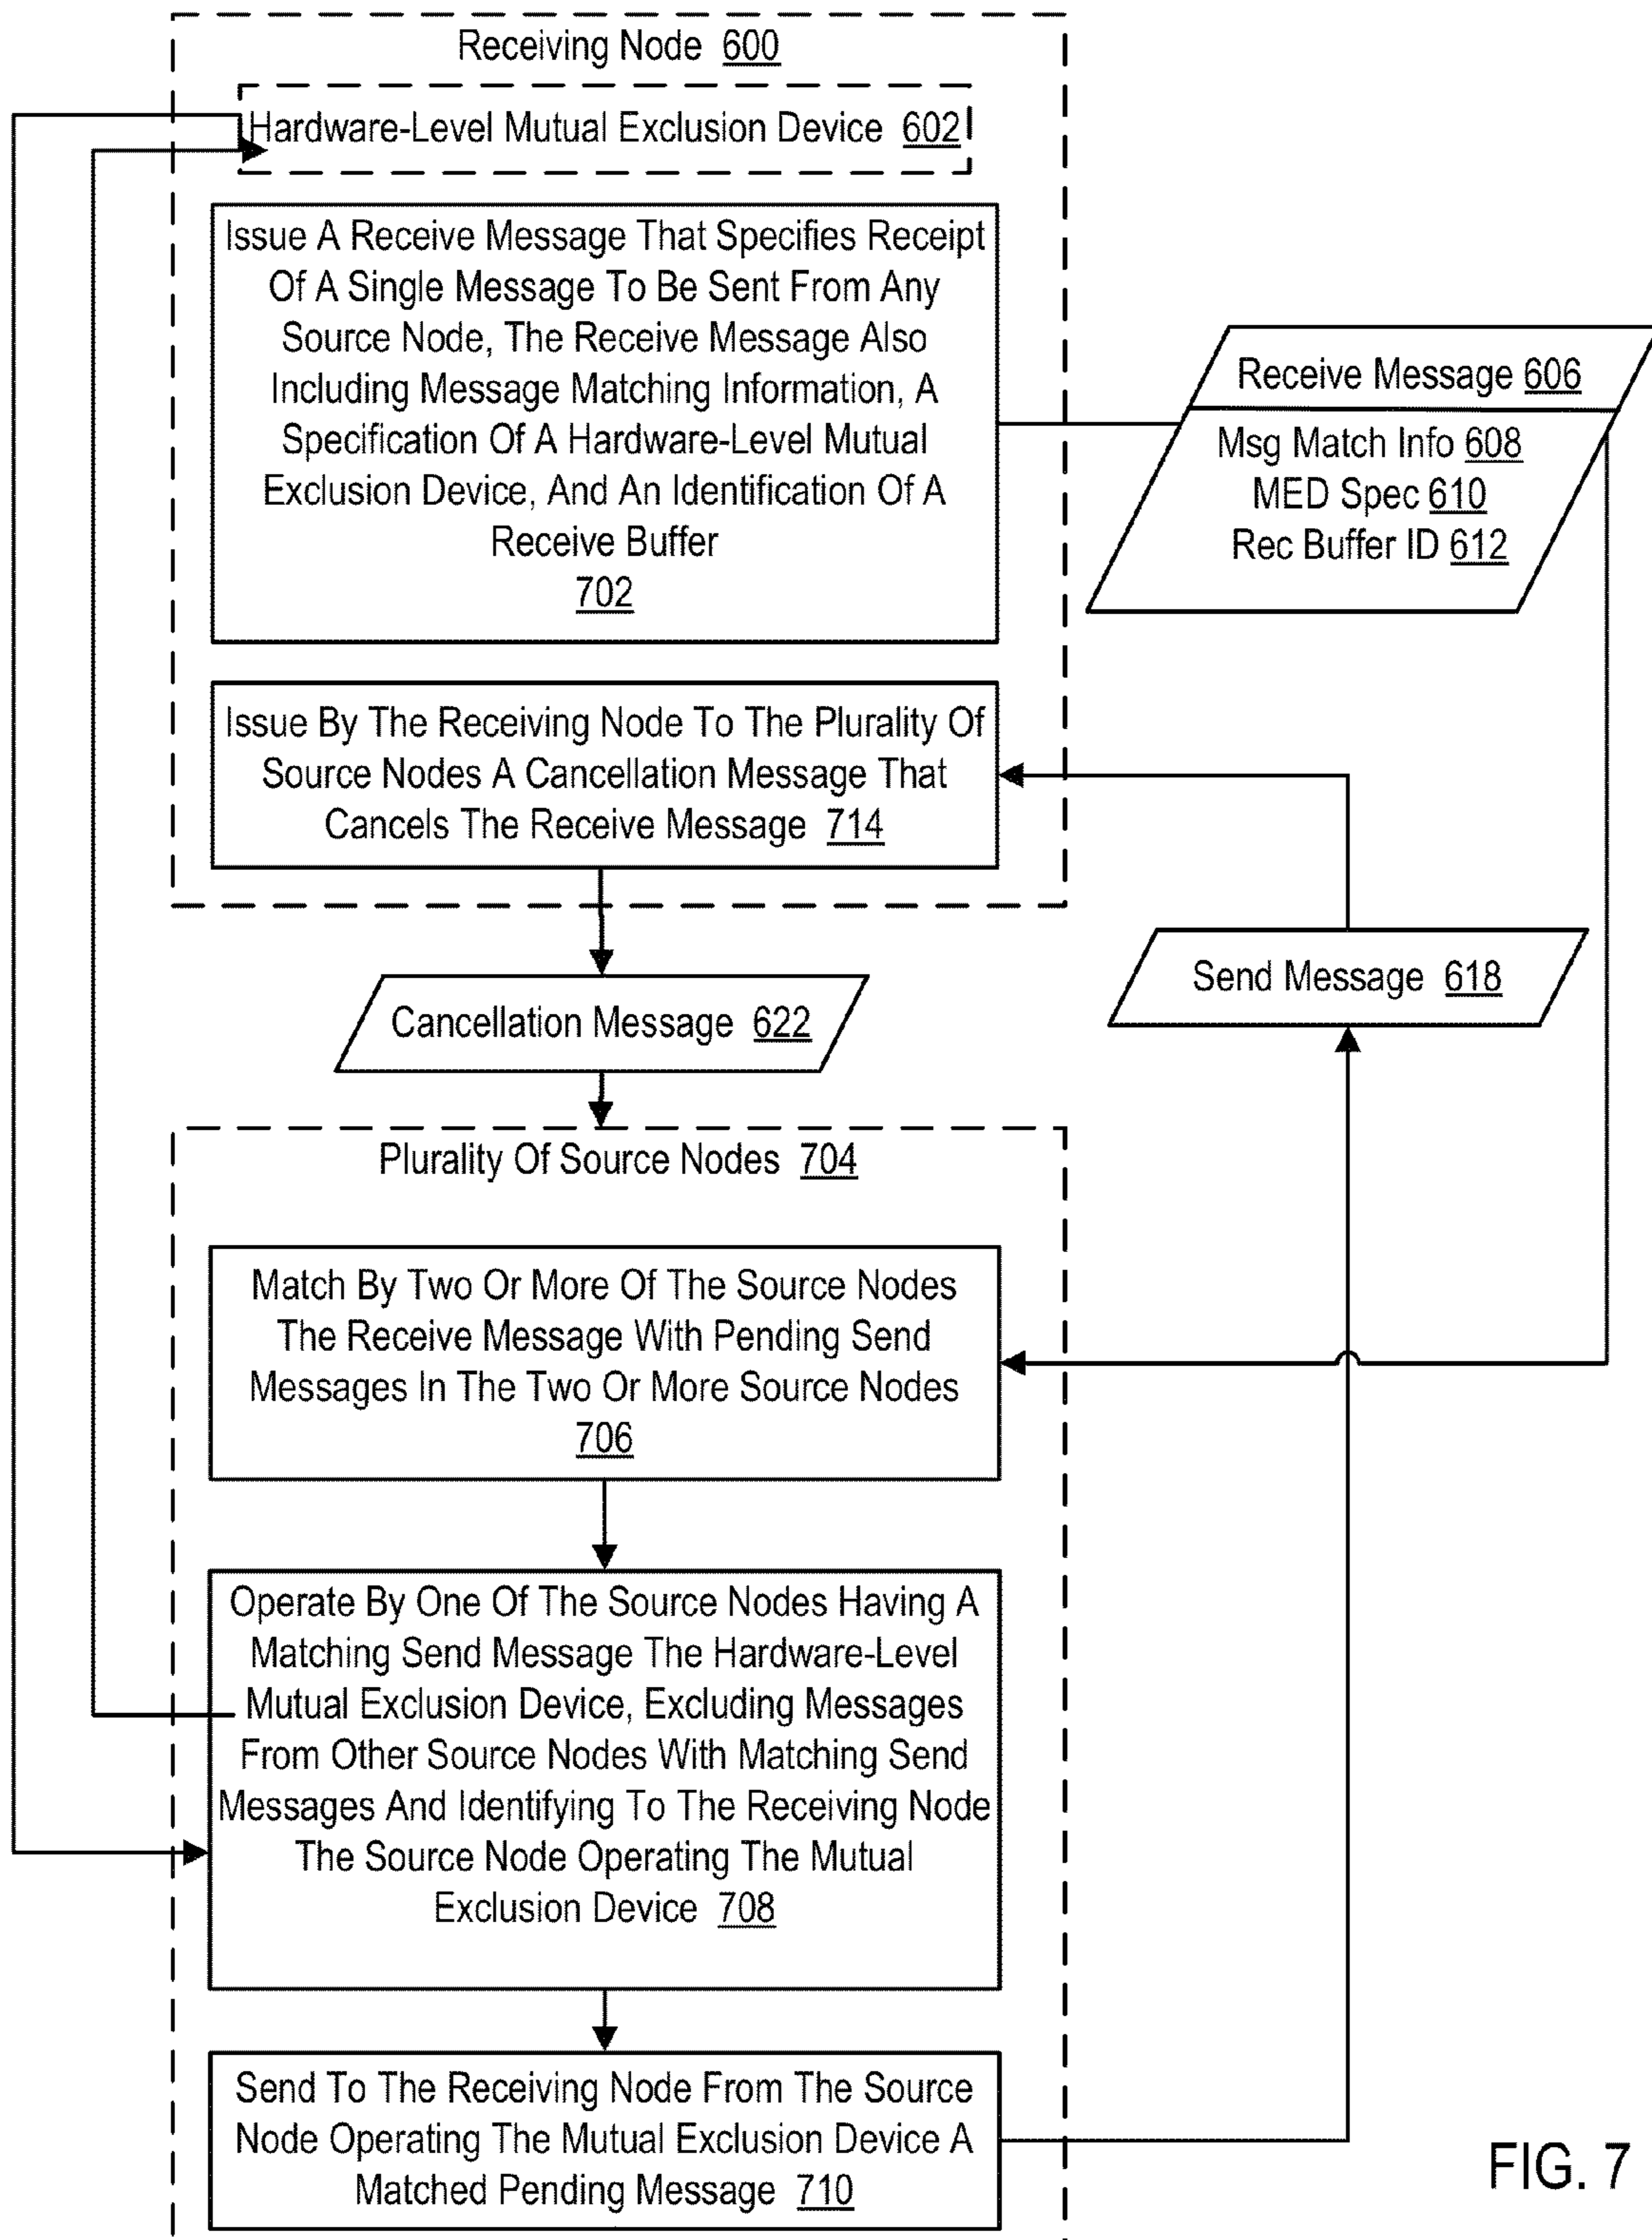 Receiving Node 600
Hardware-Level Mutual Exclusion Device 602
Issue A Receive Message That Specifies Receipt
Of A Single Message To Be Sent From Any
Source Node, The Receive Message Also
Including Message Matching Information, A
Specification Of A Hardware-Level Mutual
Exclusion Device, And An Identification Of A
Receive Buffer
702
Receive Message 606
Msg Match Info 608
MED Spec 610
Rec Buffer ID 612
Issue By The Receiving Node To The Plurality Of
Source Nodes A Cancellation Message That
Cancels The Receive Message 714
Send Message 618
Cancellation Message 622
Plurality Of Source Nodes 704
Match By Two Or More Of The Source Nodes
The Receive Message With Pending Send
Messages In The Two Or More Source Nodes
706
Operate By One Of The Source Nodes Having A
Matching Send Message The Hardware-Level
Mutual Exclusion Device, Excluding Messages
From Other Source Nodes With Matching Send
Messages And Identifying To The Receiving Node
The Source Node Operating The Mutual
Exclusion Device 708
Send To The Receiving Node From The Source
Node Operating The Mutual Exclusion Device A
Matched Pending Message 710
FIG. 7